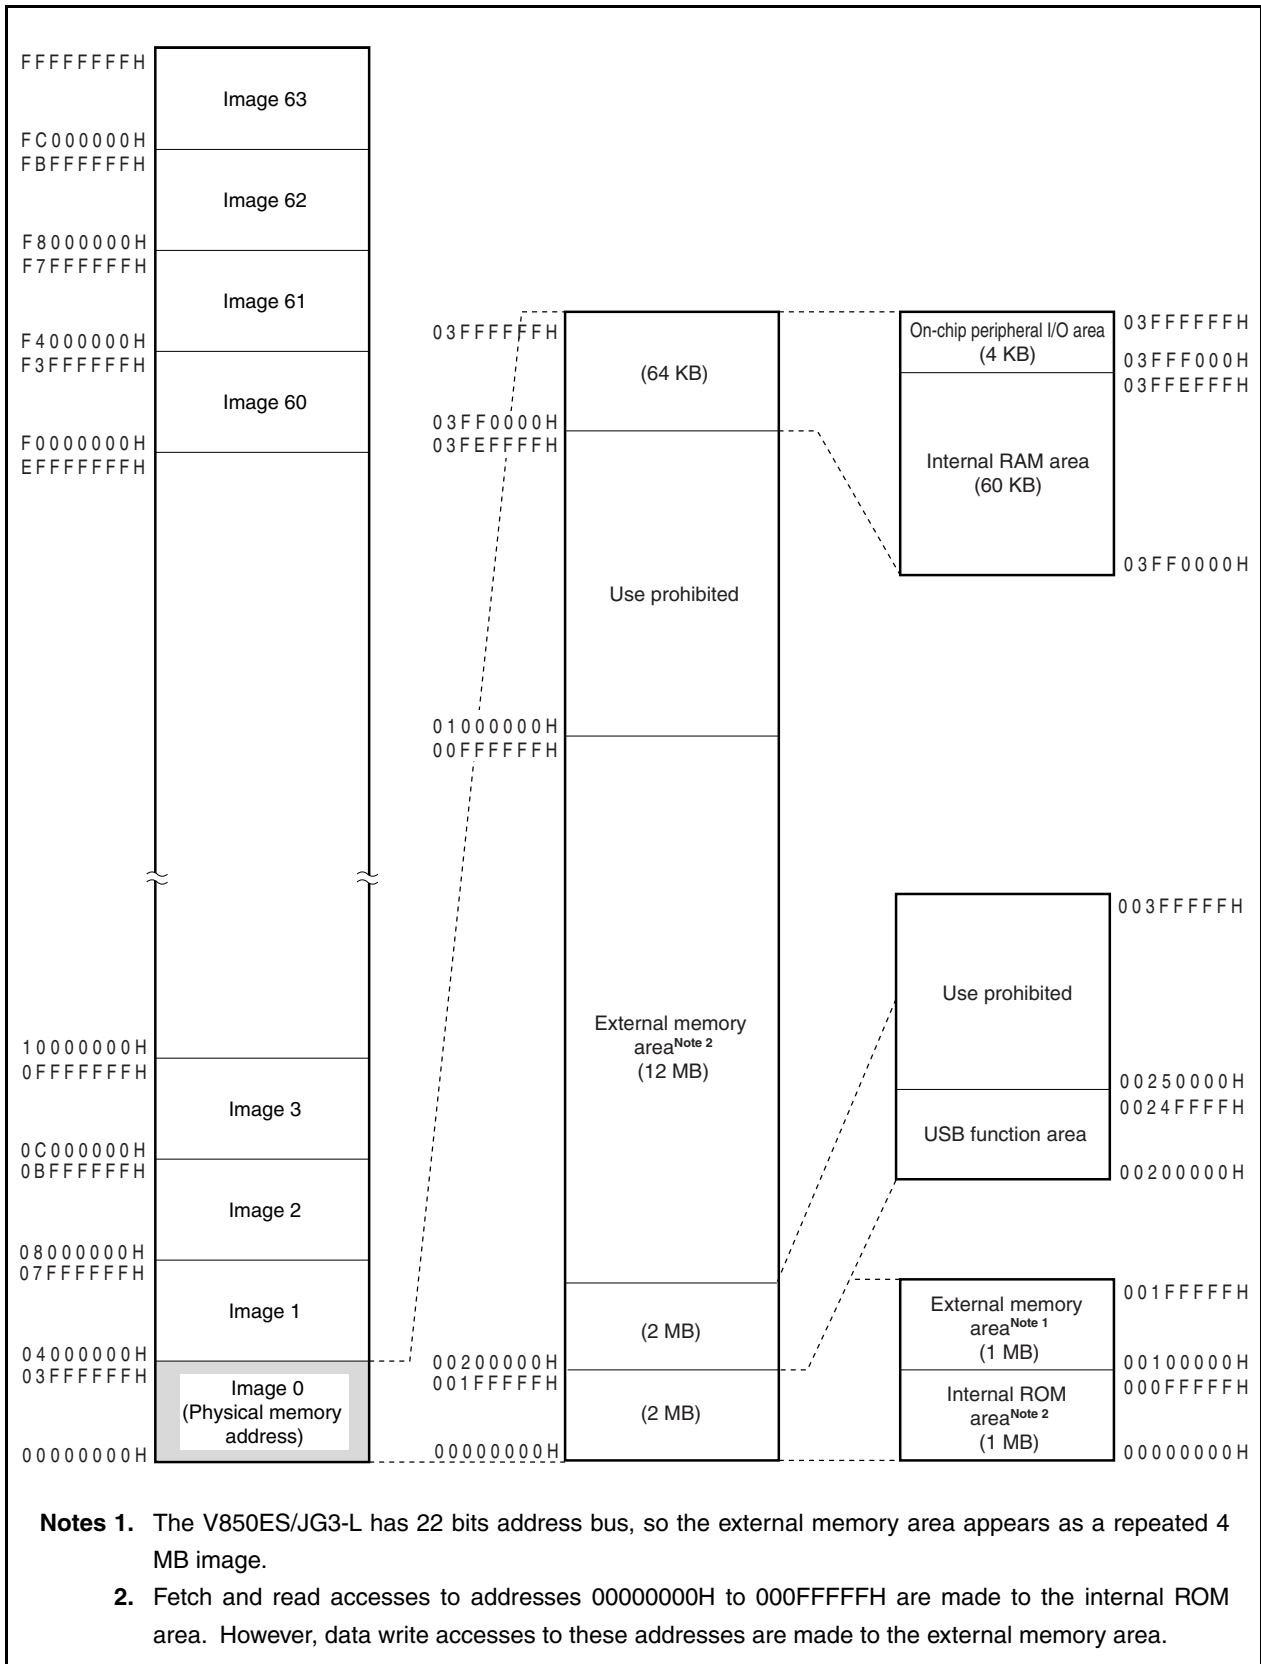 FFFFFFFFH
Image 63
FC000000H
FBFFFFFFH
Image 62
F8000000H
F7FFFFFFH
Image 61
F4000000H
F3FFFFFFH
Image 60
F0000000H
EFFFFFFFH
10000000H
0FFFFFFFH
Image 3
0C000000H
0BFFFFFFH
Image 2
08000000H
07FFFFFFH
Image 1
04000000H
03FFFFFFH
Image 0
(Physical memory
address)
00000000H
03FFFFFFH
(64 KB)
03FF0000H
03FEFFFFH
Use prohibited
01000000H
00FFFFFFH
External memory
areaNote 2
(12 MB)
(2 MB)
00200000H
001FFFFFH
(2 MB)
00000000H
On-chip peripheral I/O area
(4 KB)
03FFFFFFH
03FFF000H
03FFEFFFH
Internal RAM area
(60 KB)
03FF0000H
003FFFFFH
Use prohibited
00250000H
0024FFFFH
USB function area
00200000H
001FFFFFH
External memory
areaNote 1
(1 MB)
00100000H
000FFFFFH
Internal ROM
areaNote 2
(1 MB)
00000000H
Notes 1. The V850ES/JG3-L has 22 bits address bus, so the external memory area appears as a repeated 4
MB image.
2. Fetch and read accesses to addresses 00000000H to 000FFFFFH are made to the internal ROM
area. However, data write accesses to these addresses are made to the external memory area.